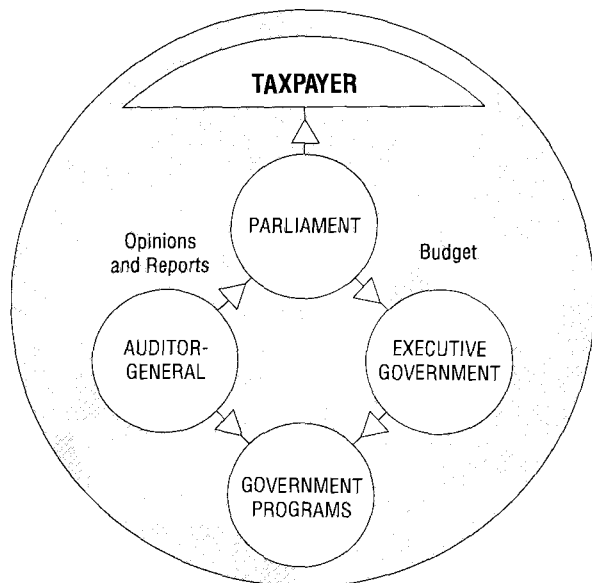 TAXPAYER
PARLIAMENT
Opinions
and Reports
Budget
AUDITOR-
GENERAL
EXECUTIVE
GOVERNMENT
GOVERNMENT
PROGRAMS